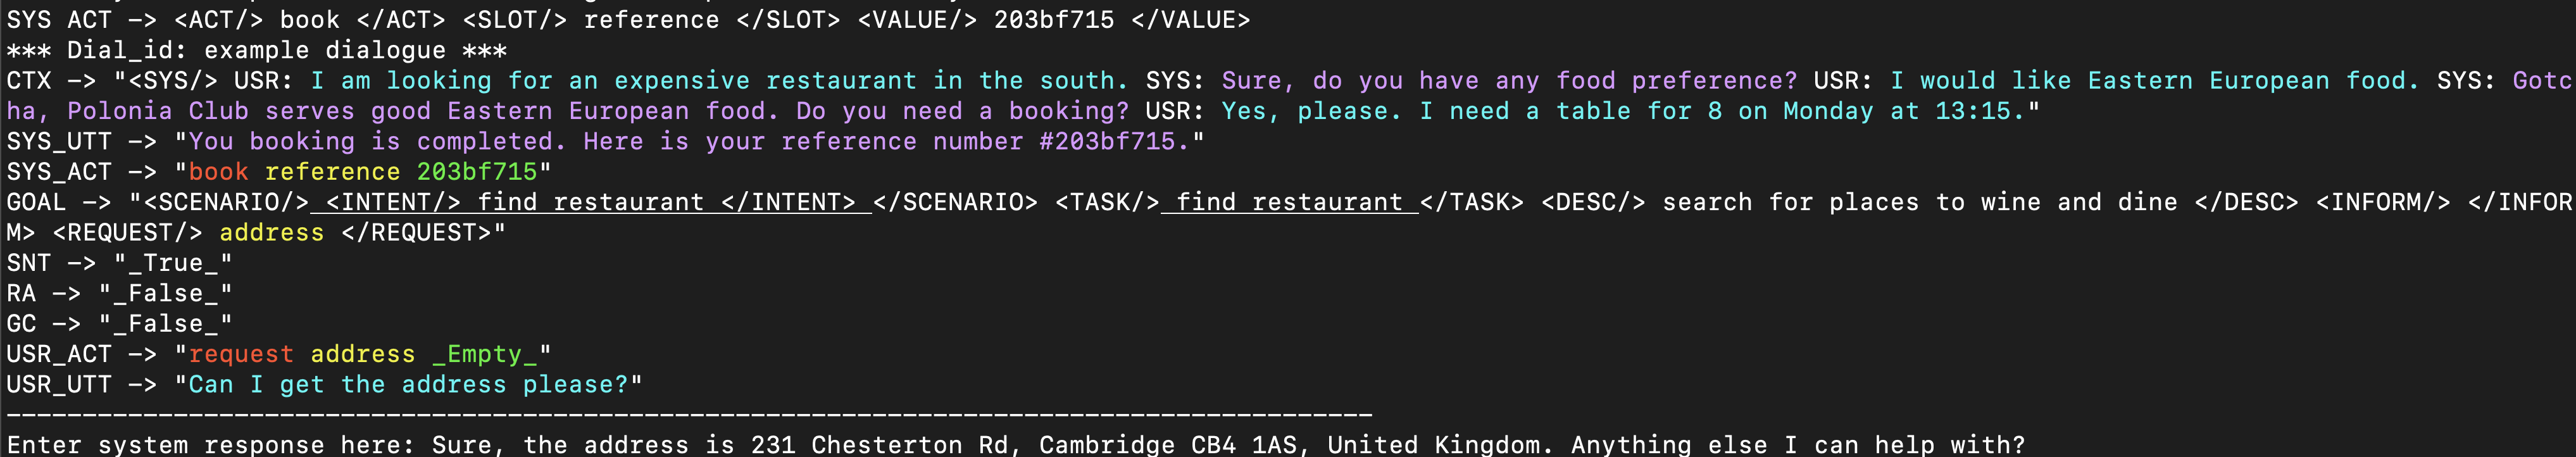 SYS ACT -> <ACT/> book </ACT> <SLOT/> reference </SLOT> <VALUE/> 203bf715 </VALUE>
*** Dial_id: example dialogue ***
CTX -> "<SYS/> USR: I am looking for an expensive restaurant in the south. SYS: Sure, do you have any food preference? USR: I would like Eastern European food. SYS: Gotc
ha, Polonia Club serves good Eastern European food. Do you need a booking? USR: Yes, please. I need a table for 8 on Monday at 13:15."
SYS_UTT -> "You booking is completed. Here is your reference number #203bf715."
SYS_ACT -> "book reference 203bf715"
GOAL -> "<SCENARIO/> <INTENT/> find restaurant </INTENT> </SCENARIO> <TASK/> find restaurant </TASK> <DESC/> search for places to wine and dine </DESC> <INFORM/> </INFOR
M> <REQUEST/> address </REQUEST>"
SNT -> "_True_"
RA -> "_False_"
GC -> "_False_"
USR_ACT -> "request address _Empty_"
USR_UTT -> "Can I get the address please?"
------------------------------------------------------------------------------------------
Enter system response here: Sure, the address is 231 Chesterton Rd, Cambridge CB4 1AS, United Kingdom. Anything else I can help with?